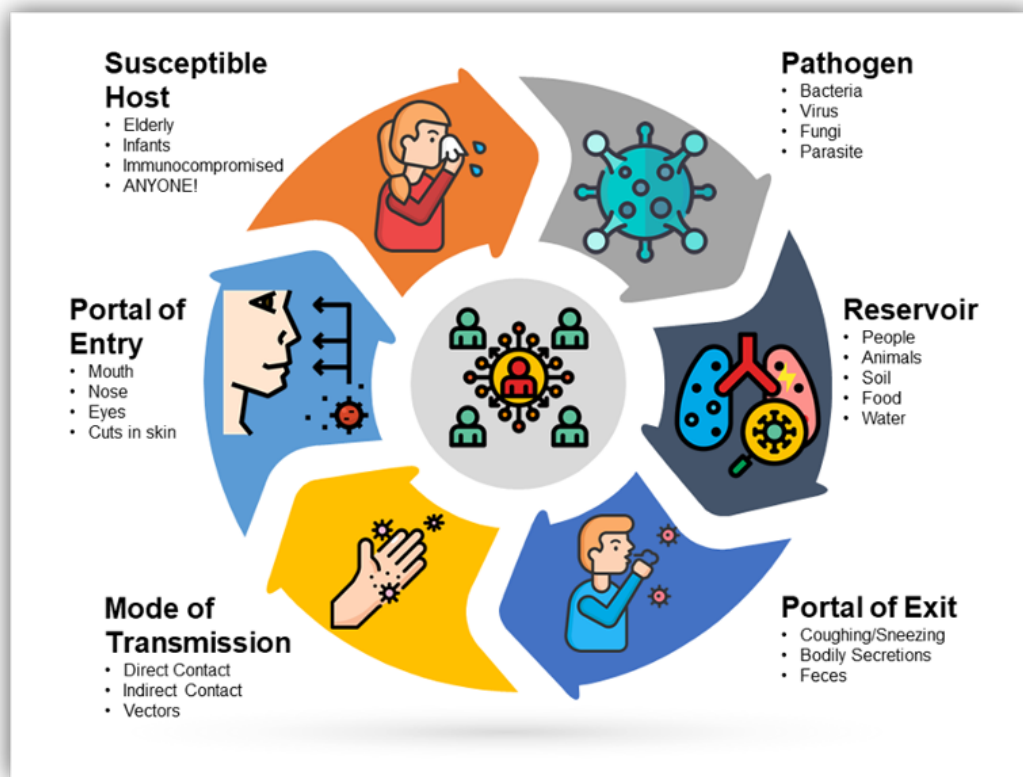 Susceptible
Host
• Elderly
• Infants
• Immunocompromised
• ANYONE!
Pathogen
• Bacteria
• Virus
• Fungi
• Parasite
Reservoir
• People
• Animals
• Soil
• Food
• Water
Portal of Exit
• Coughing/Sneezing
• Bodily Secretions
• Feces
Mode of
Transmission
• Direct Contact
• Indirect Contact
• Vectors
Portal of
Entry
• Mouth
• Nose
• Eyes
• Cuts in skin